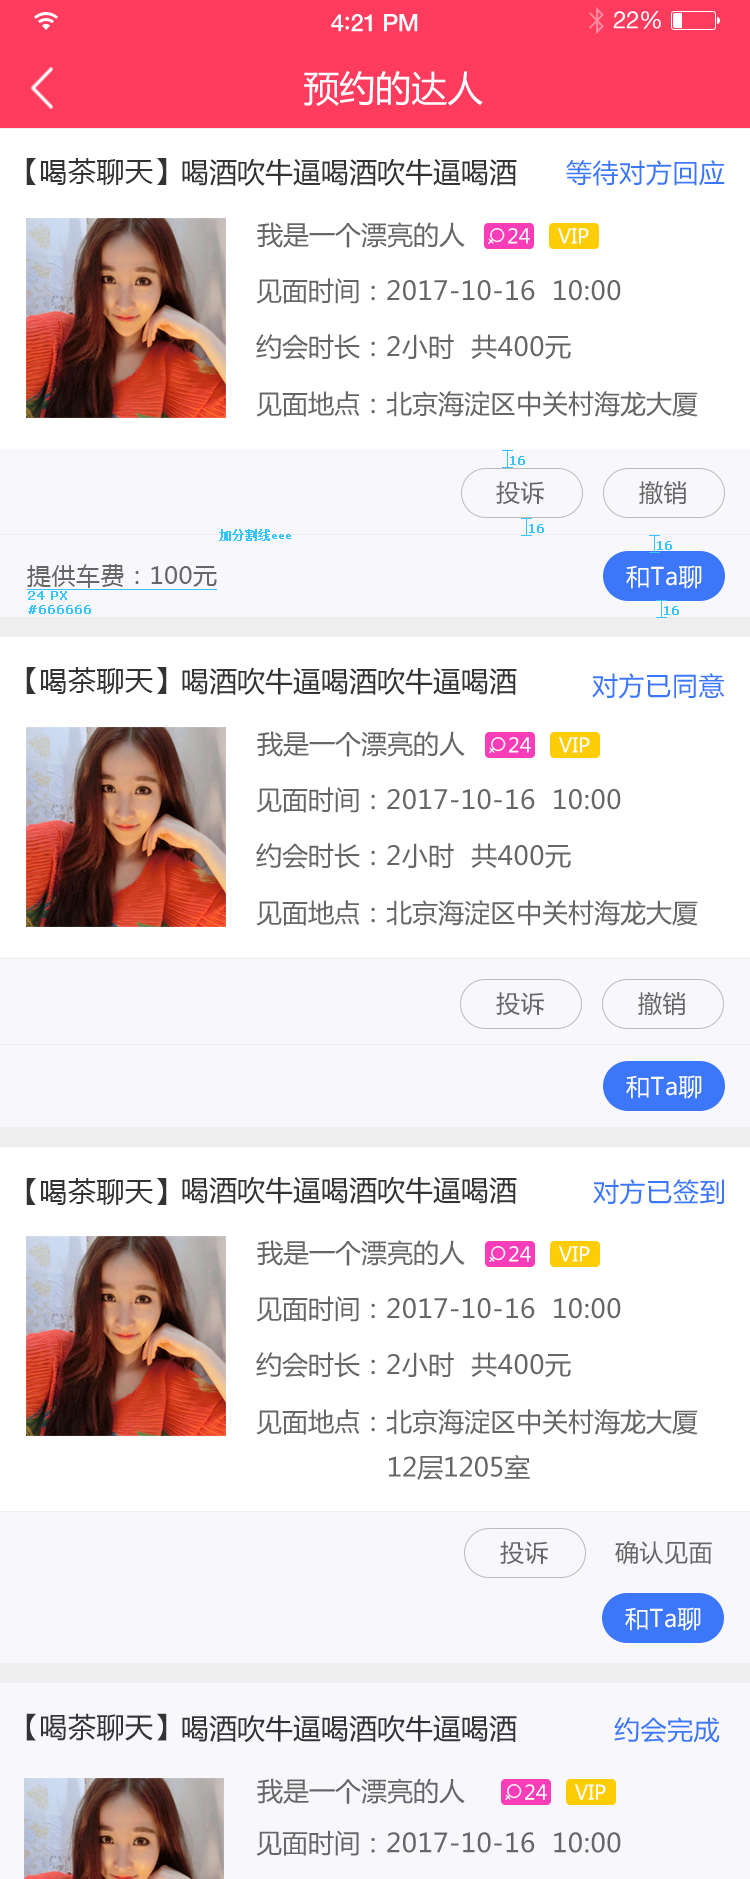 4:21 PM
22%
预约的达人
【喝茶聊天】喝酒吹牛逼喝酒吹牛逼喝酒 等待对方回应
我是一个漂亮的人 24 VIP
见面时间：2017-10-16 10:00
约会时长：2小时 共400元
见面地点：北京海淀区中关村海龙大厦
16
投诉 撤销
16
加分割线eee
16
提供车费：100元 和Ta聊
24 PX
#666666
16
【喝茶聊天】喝酒吹牛逼喝酒吹牛逼喝酒 对方已同意
我是一个漂亮的人 24 VIP
见面时间：2017-10-16 10:00
约会时长：2小时 共400元
见面地点：北京海淀区中关村海龙大厦
投诉 撤销
和Ta聊
【喝茶聊天】喝酒吹牛逼喝酒吹牛逼喝酒 对方已签到
我是一个漂亮的人 24 VIP
见面时间：2017-10-16 10:00
约会时长：2小时 共400元
见面地点：北京海淀区中关村海龙大厦
12层1205室
投诉 确认见面
和Ta聊
【喝茶聊天】喝酒吹牛逼喝酒吹牛逼喝酒 约会完成
我是一个漂亮的人 24 VIP
见面时间：2017-10-16 10:00